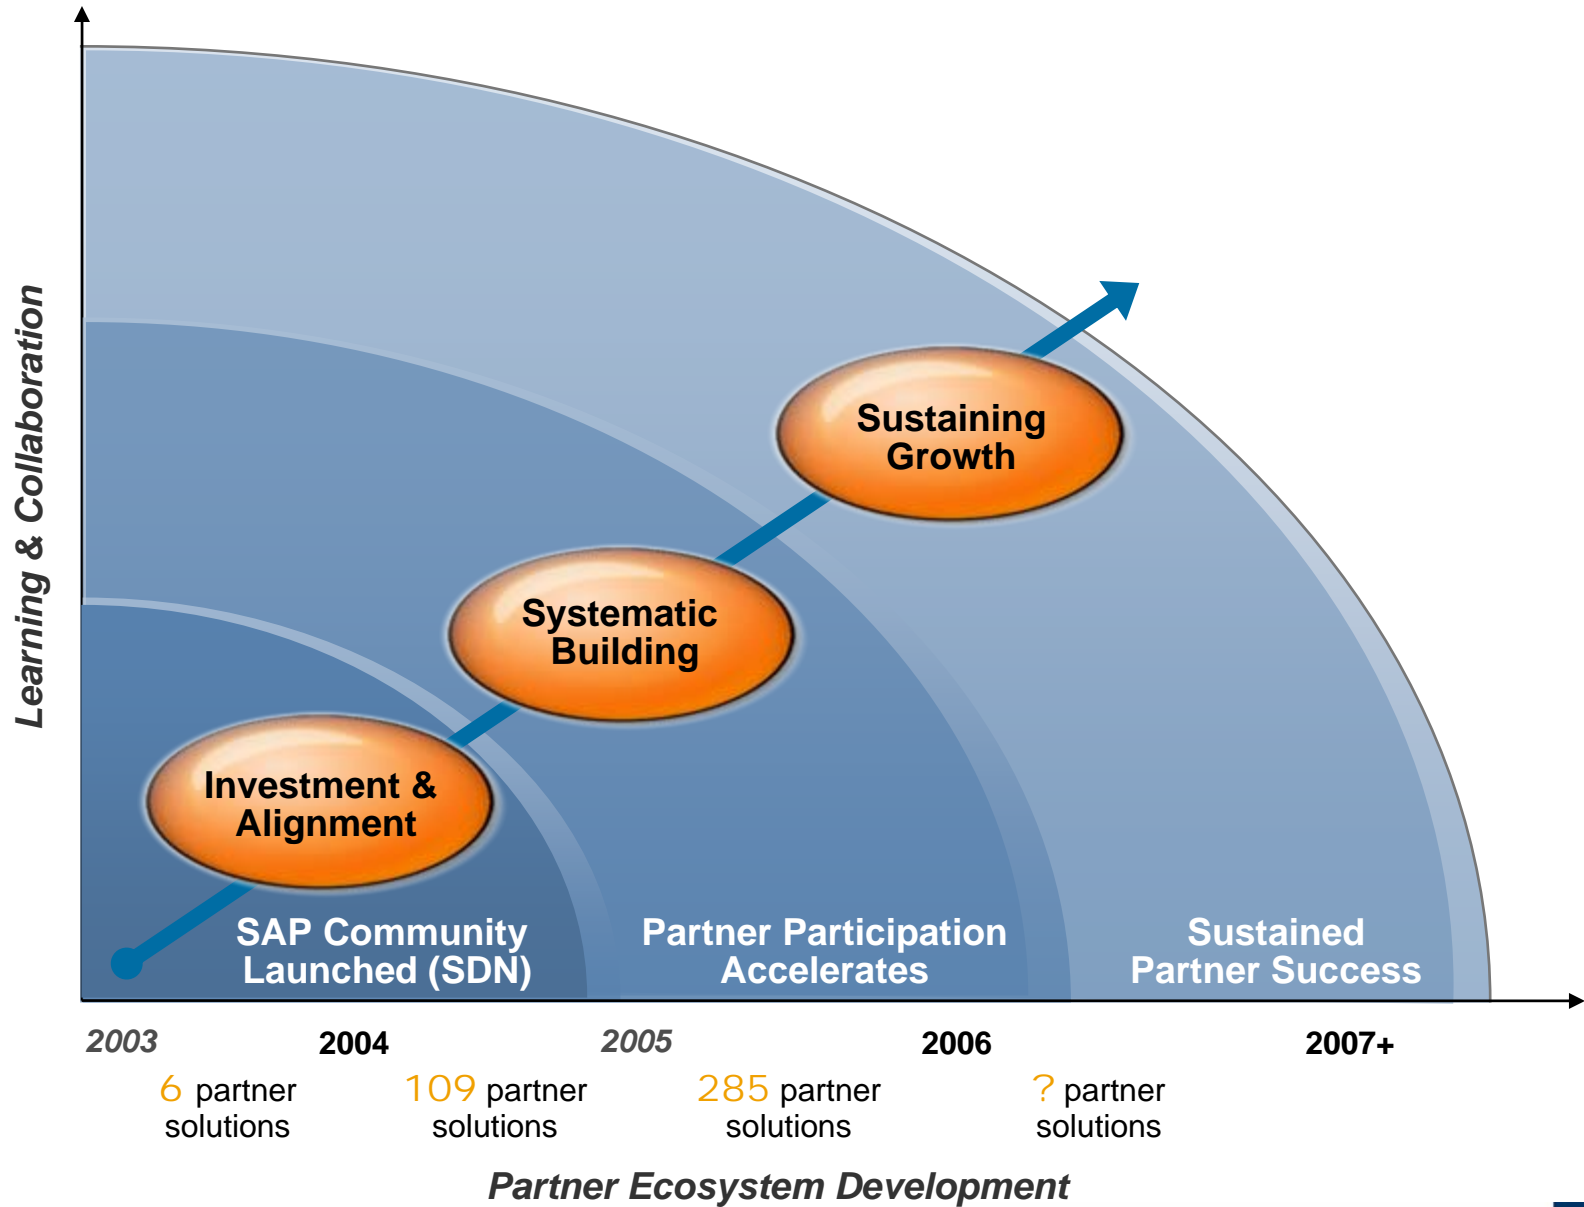 Learning & Collaboration
Sustaining
Growth
Systematic
Building
Investment &
Alignment
SAP Community
Launched (SDN)
Partner Participation
Accelerates
Sustained
Partner Success
2003
2004
2005
2006
2007+
6 partner
solutions
109 partner
solutions
285 partner
solutions
? partner
solutions
Partner Ecosystem Development